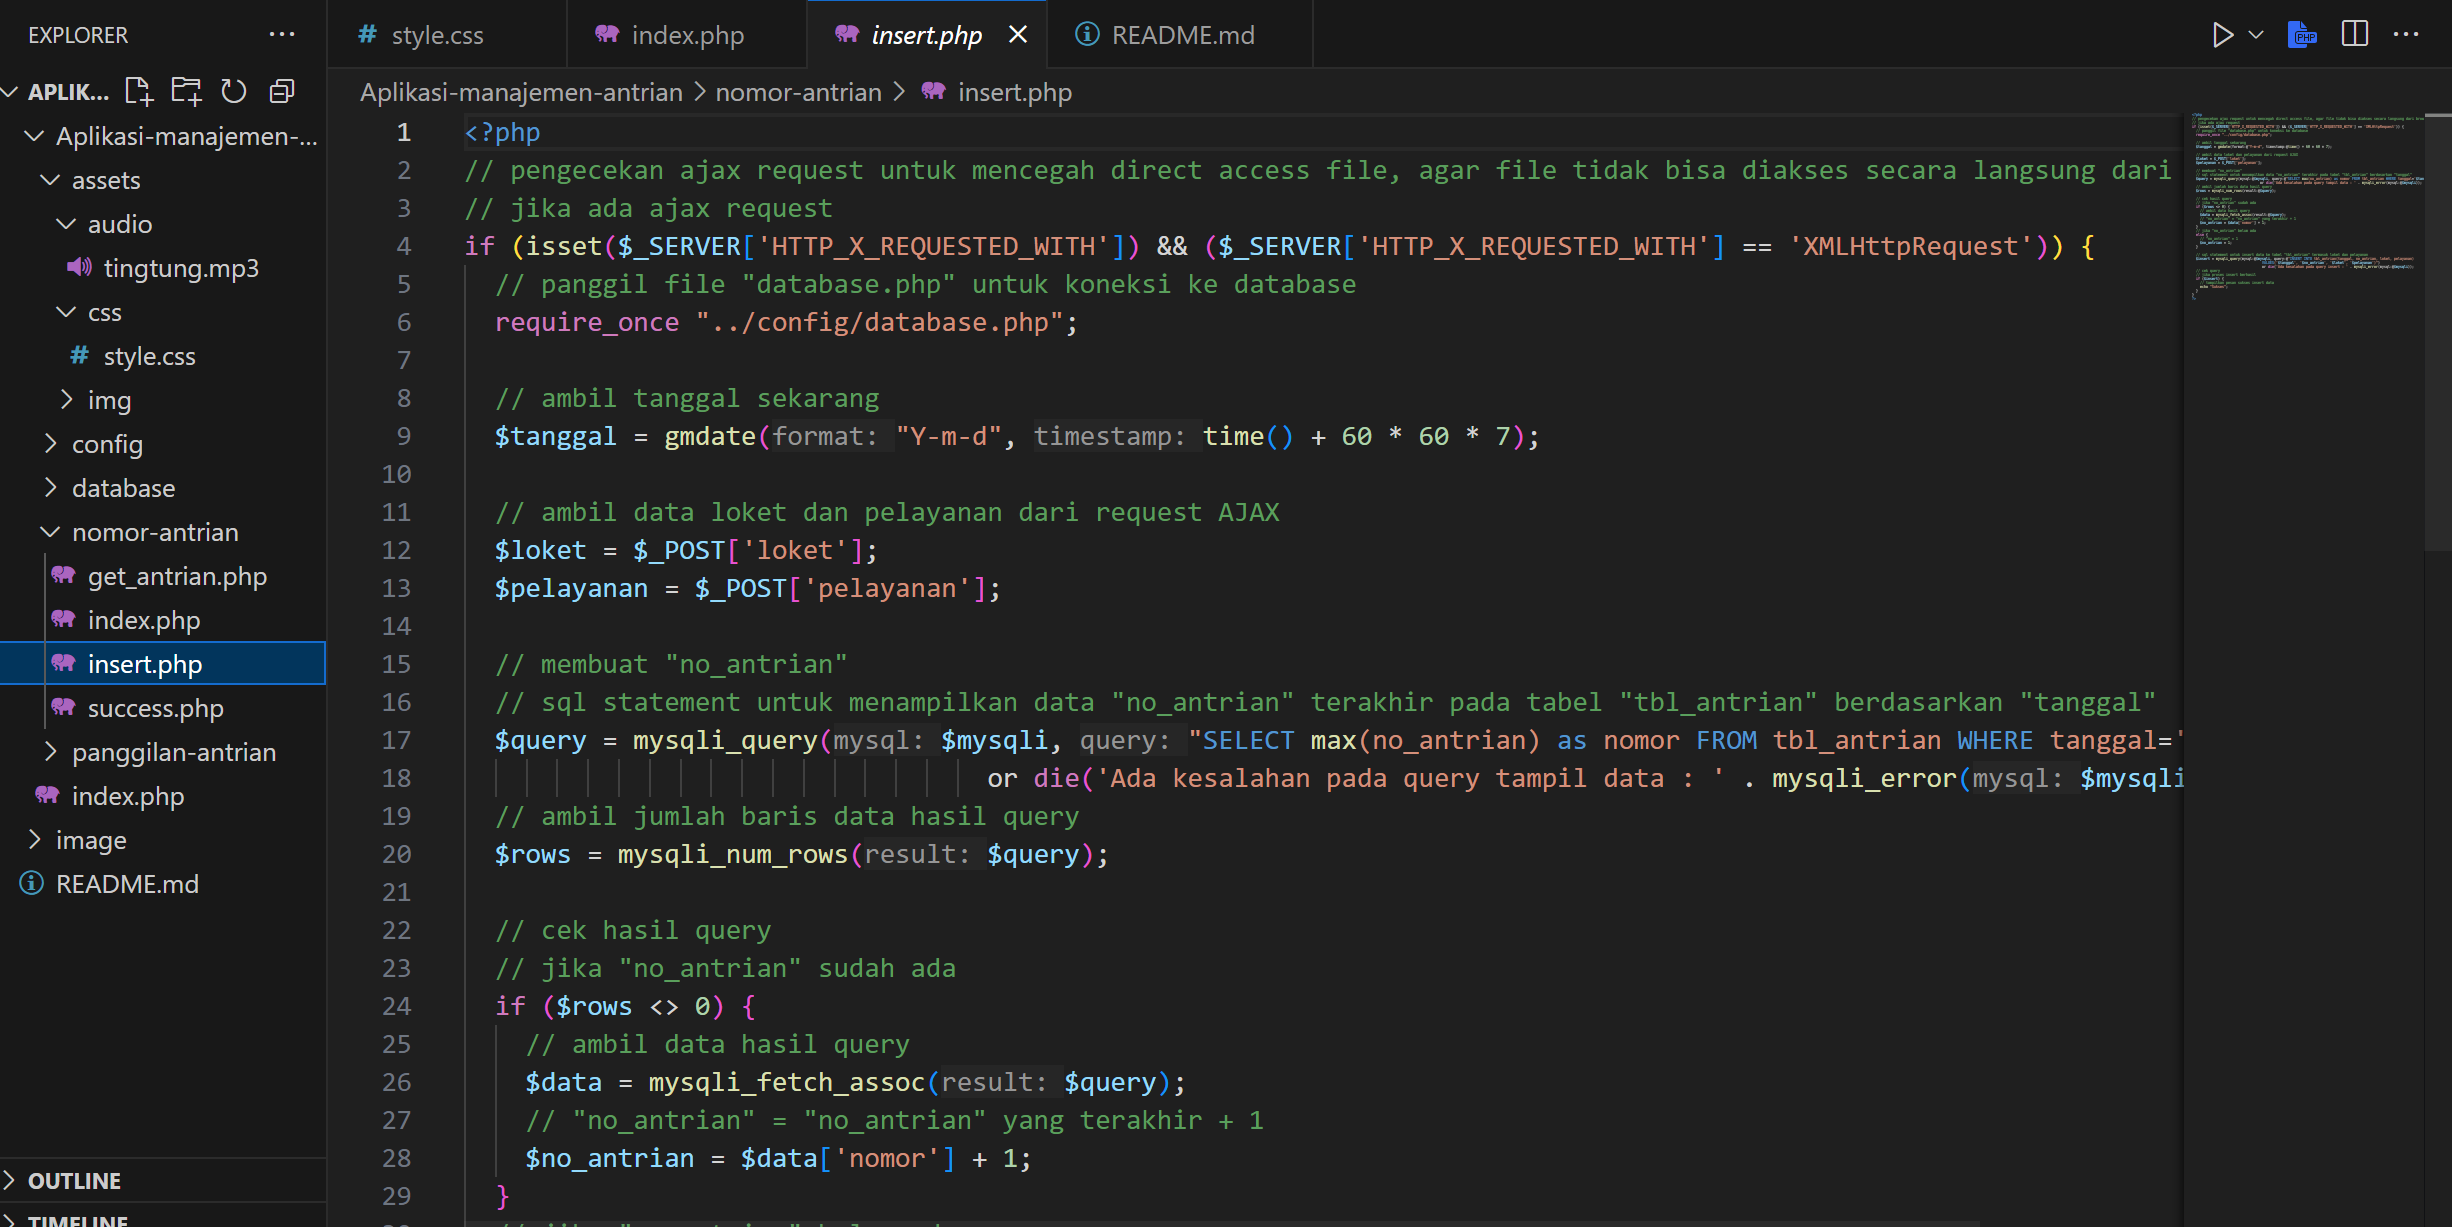 EXPLORER
APLIK...
Aplikasi-manajemen-...
assets
audio
tingtung.mp3
css
style.css
img
config
database
nomor-antrian
get_antrian.php
index.php
insert.php
success.php
panggilan-antrian
index.php
image
README.md
OUTLINE
TIMELINE
style.css
index.php
insert.php
README.md
Aplikasi-manajemen-antrian > nomor-antrian > insert.php
1 <?php
2 // pengecekan ajax request untuk mencegah direct access file, agar file tidak bisa diakses secara langsung dari
3 // jika ada ajax request
4 if (isset($_SERVER['HTTP_X_REQUESTED_WITH']) && ($_SERVER['HTTP_X_REQUESTED_WITH'] == 'XMLHttpRequest')) {
5 // panggil file "database.php" untuk koneksi ke database
6 require_once "../config/database.php";
7
8 // ambil tanggal sekarang
9 $tanggal = gmdate(format: "Y-m-d", timestamp: time() + 60 * 60 * 7);
10
11 // ambil data loket dan pelayanan dari request AJAX
12 $loket = $_POST['loket'];
13 $pelayanan = $_POST['pelayanan'];
14
15 // membuat "no_antrian"
16 // sql statement untuk menampilkan data "no_antrian" terakhir pada tabel "tbl_antrian" berdasarkan "tanggal"
17 $query = mysqli_query(mysql: $mysqli, query: "SELECT max(no_antrian) as nomor FROM tbl_antrian WHERE tanggal='
18 or die('Ada kesalahan pada query tampil data : ' . mysqli_error(mysql: $mysqli
19 // ambil jumlah baris data hasil query
20 $rows = mysqli_num_rows(result: $query);
21
22 // cek hasil query
23 // jika "no_antrian" sudah ada
24 if ($rows <> 0) {
25 // ambil data hasil query
26 $data = mysqli_fetch_assoc(result: $query);
27 // "no_antrian" = "no_antrian" yang terakhir + 1
28 $no_antrian = $data['nomor'] + 1;
29 }